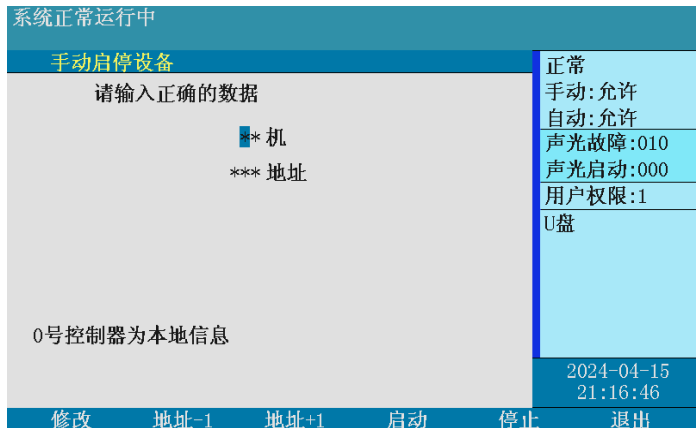 系统正常运行中
手动启停设备
请输入正确的数据
** 机
*** 地址
0号控制器为本地信息
正常
手动:允许
自动:允许
声光故障:010
声光启动:000
用户权限:1
U盘
2024-04-15
21:16:46
修改 地址-1 地址+1 启动 停止 退出